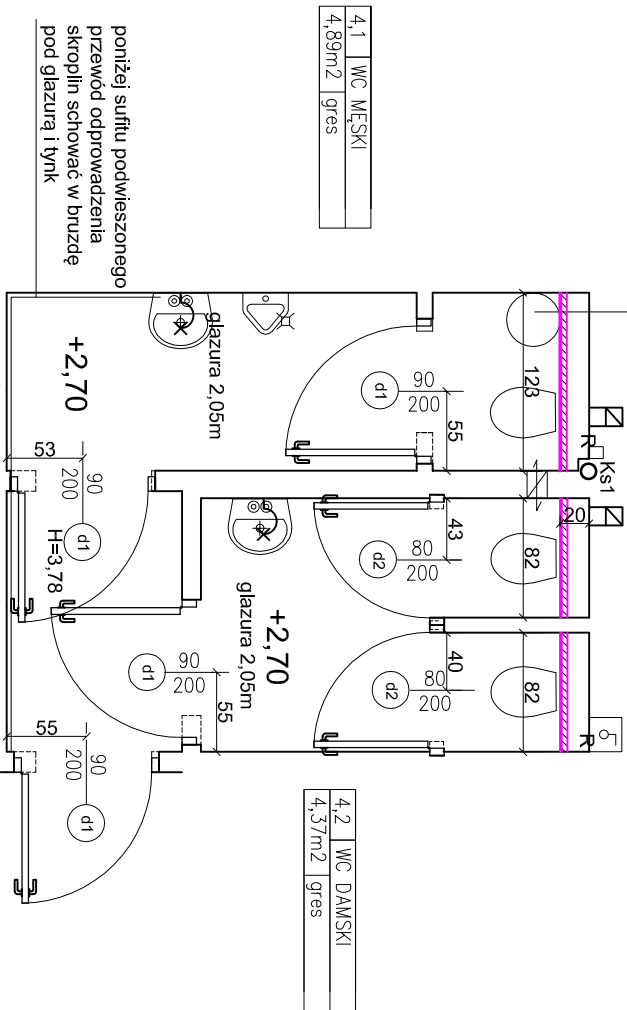 4,1 WC MĘSKI
4,89m2 gres
poniżej sufitu podwieszonego
przewód odprowadzenia
skroplin schować w bruzdę
pod glazurą i tynk
123
R
Ks1
20
d1
90
200
55
glazura 2,05m
+2,70
53
90
200
d1
H=3,78
43
80
200
d2
82
glazura 2,05m
+2,70
40
80
200
d2
82
R
90
200
d1
55
55
90
200
d1
4,2 WC DAMSKI
4,37m2 gres